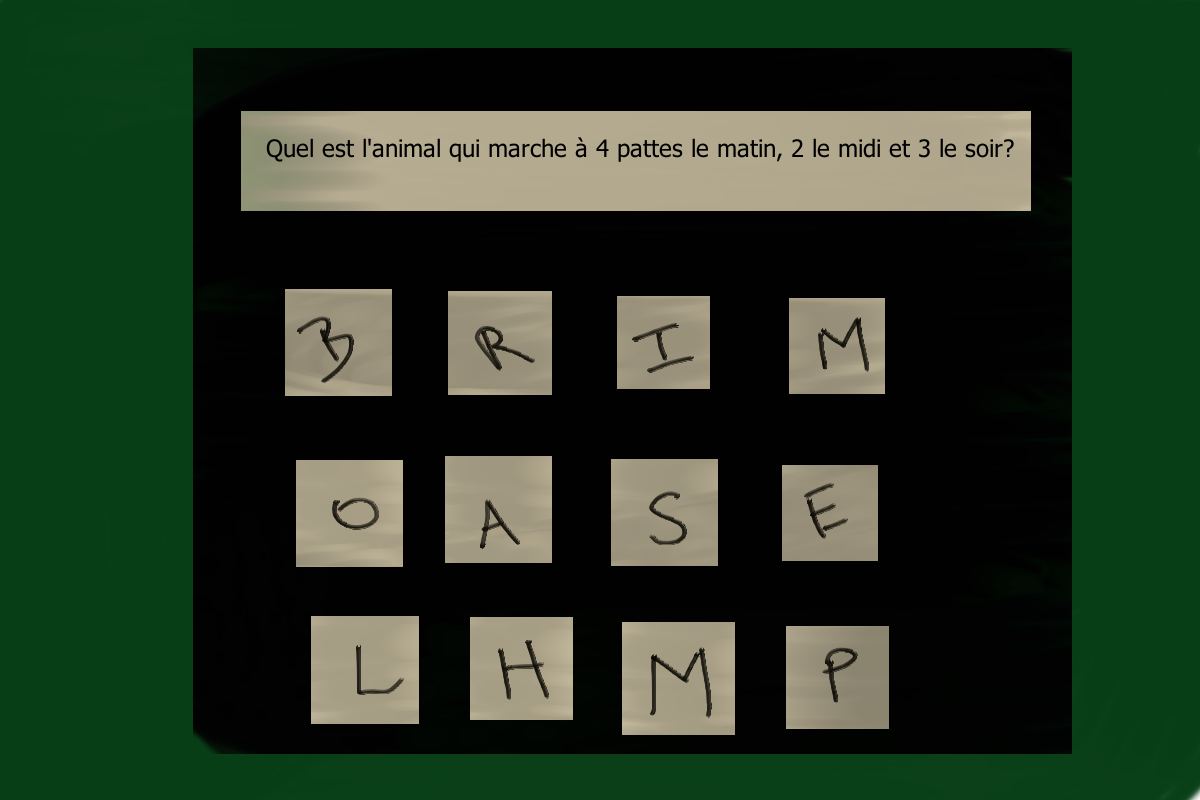 Quel est l'animal qui marche à 4 pattes le matin, 2 le midi et 3 le soir?
B R I M
O A S E
L H M P